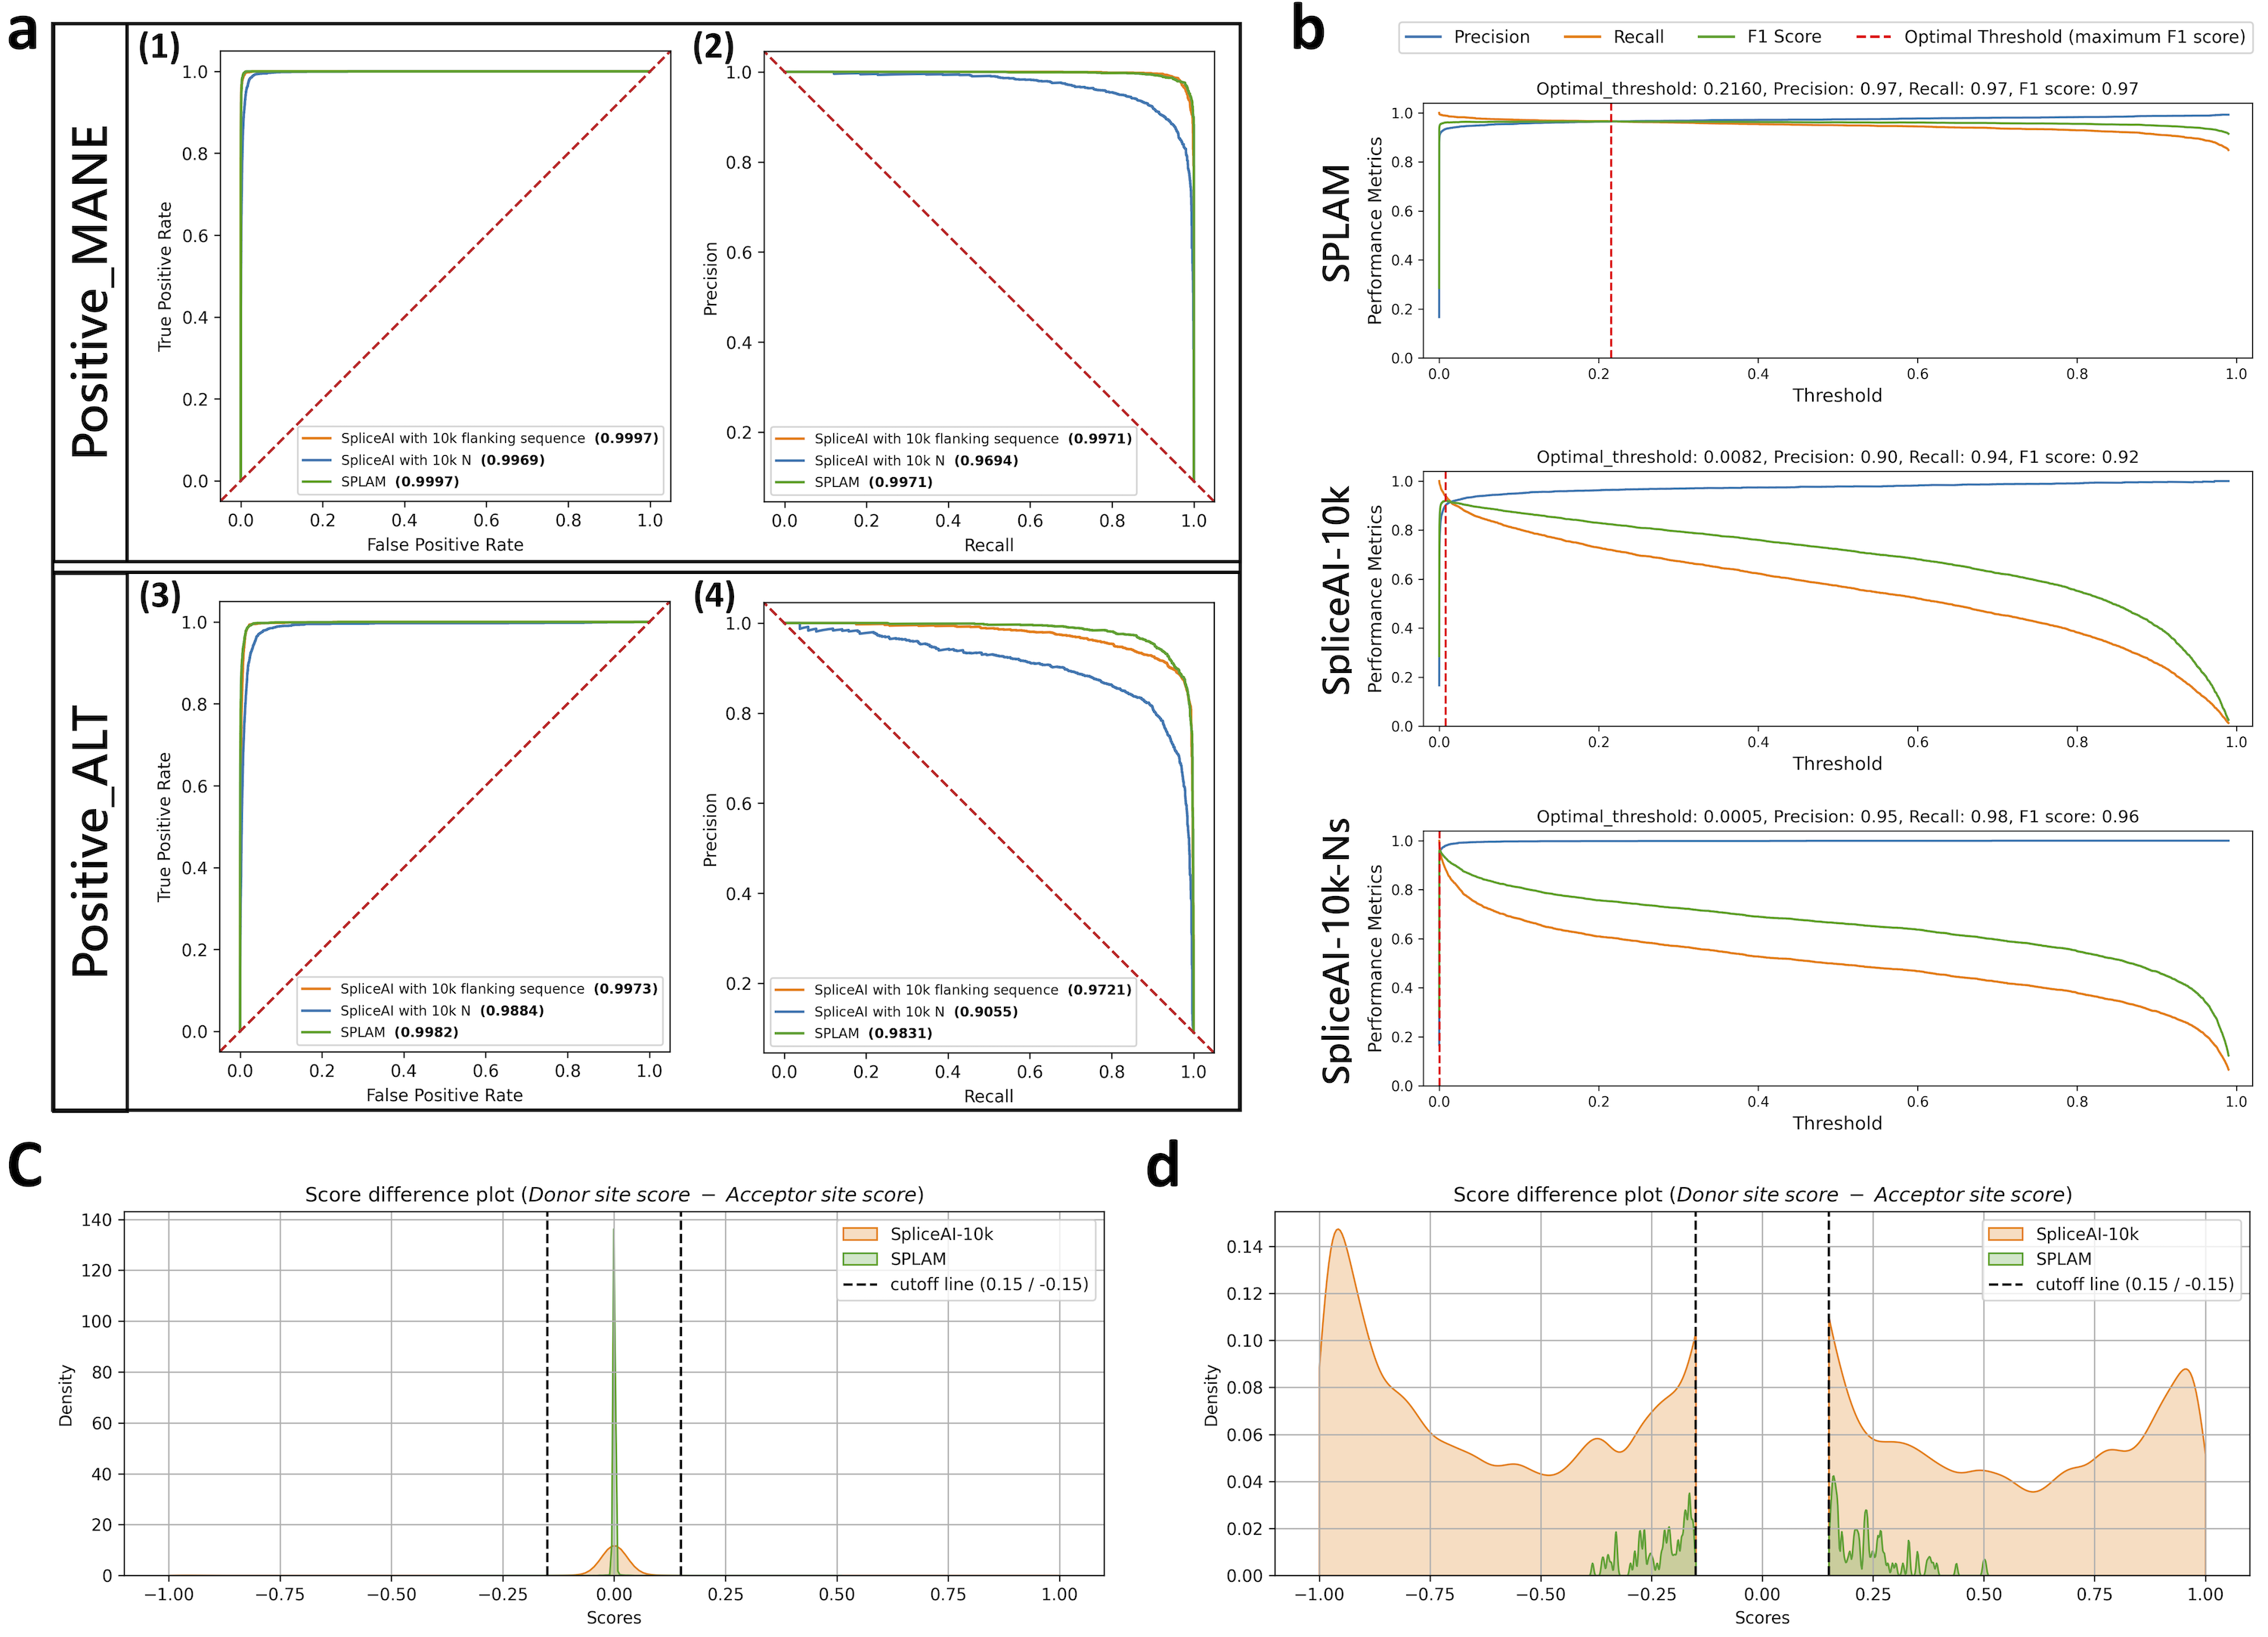 a
Positive_MANE
(1)
True Positive Rate
1.0
0.8
0.6
0.4
0.2
0.0
SpliceAI with 10k flanking sequence (0.9997)
SpliceAI with 10k N (0.9969)
SPLAM (0.9997)
0.0 0.2 0.4 0.6 0.8 1.0
False Positive Rate
(2)
Precision
1.0
0.8
0.6
0.4
0.2
SpliceAI with 10k flanking sequence (0.9971)
SpliceAI with 10k N (0.9694)
SPLAM (0.9971)
0.0 0.2 0.4 0.6 0.8 1.0
Recall
Positive_ALT
(3)
True Positive Rate
1.0
0.8
0.6
0.4
0.2
0.0
SpliceAI with 10k flanking sequence (0.9973)
SpliceAI with 10k N (0.9884)
SPLAM (0.9982)
0.0 0.2 0.4 0.6 0.8 1.0
False Positive Rate
(4)
Precision
1.0
0.8
0.6
0.4
0.2
SpliceAI with 10k flanking sequence (0.9721)
SpliceAI with 10k N (0.9055)
SPLAM (0.9831)
0.0 0.2 0.4 0.6 0.8 1.0
Recall
b
Precision Recall F1 Score Optimal Threshold (maximum F1 score)
SPLAM
Optimal_threshold: 0.2160, Precision: 0.97, Recall: 0.97, F1 score: 0.97
Performance Metrics
1.0
0.8
0.6
0.4
0.2
0.0
0.0 0.2 0.4 0.6 0.8 1.0
Threshold
SpliceAI-10k
Optimal_threshold: 0.0082, Precision: 0.90, Recall: 0.94, F1 score: 0.92
Performance Metrics
1.0
0.8
0.6
0.4
0.2
0.0
0.0 0.2 0.4 0.6 0.8 1.0
Threshold
SpliceAI-10k-Ns
Optimal_threshold: 0.0005, Precision: 0.95, Recall: 0.98, F1 score: 0.96
Performance Metrics
1.0
0.8
0.6
0.4
0.2
0.0
0.0 0.2 0.4 0.6 0.8 1.0
Threshold
C
Score difference plot (Donor site score − Acceptor site score)
Density
140
120
100
80
60
40
20
0
SpliceAI-10k
SPLAM
cutoff line (0.15 / -0.15)
−1.00 −0.75 −0.50 −0.25 0.00 0.25 0.50 0.75 1.00
Scores
d
Score difference plot (Donor site score − Acceptor site score)
Density
0.14
0.12
0.10
0.08
0.06
0.04
0.02
0.00
SpliceAI-10k
SPLAM
cutoff line (0.15 / -0.15)
−1.00 −0.75 −0.50 −0.25 0.00 0.25 0.50 0.75 1.00
Scores